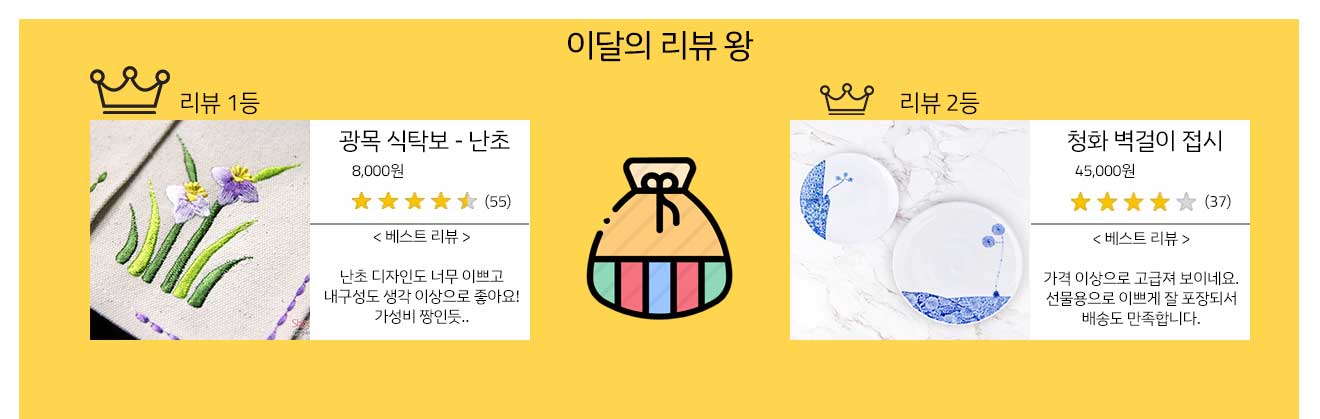 이달의 리뷰 왕
리뷰 1등
광목 식탁보 - 난초
8,000원
(55)
< 베스트 리뷰 >
난초 디자인도 너무 이쁘고
내구성도 생각 이상으로 좋아요!
가성비 짱인듯..
리뷰 2등
청화 벽걸이 접시
45,000원
(37)
< 베스트 리뷰 >
가격 이상으로 고급져 보이네요.
선물용으로 이쁘게 잘 포장되서
배송도 만족합니다.